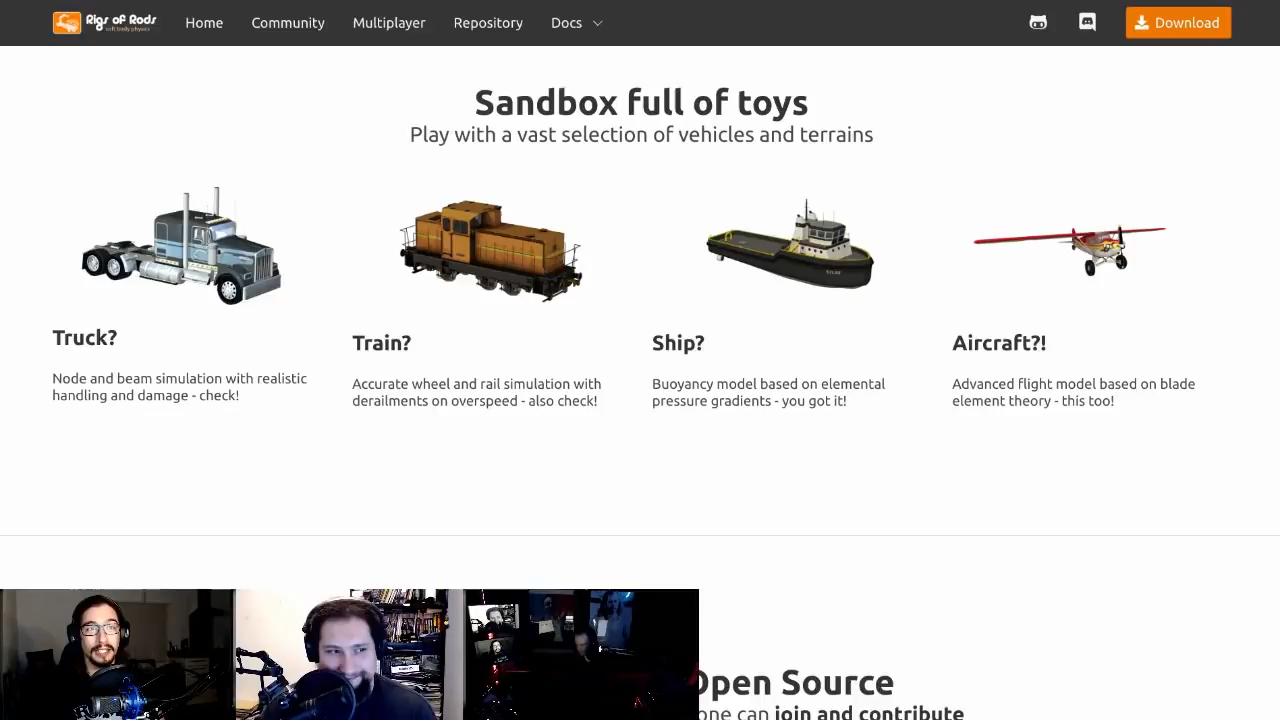 Rigs of Rods
soft body physics
Home
Community
Multiplayer
Repository
Docs
Download
Sandbox full of toys
Play with a vast selection of vehicles and terrains
Truck?
Node and beam simulation with realistic
handling and damage - check!
Train?
Accurate wheel and rail simulation with
derailments on overspeed - also check!
Ship?
Buoyancy model based on elemental
pressure gradients - you got it!
Aircraft?!
Advanced flight model based on blade
element theory - this too!
Open Source
one can join and contribute